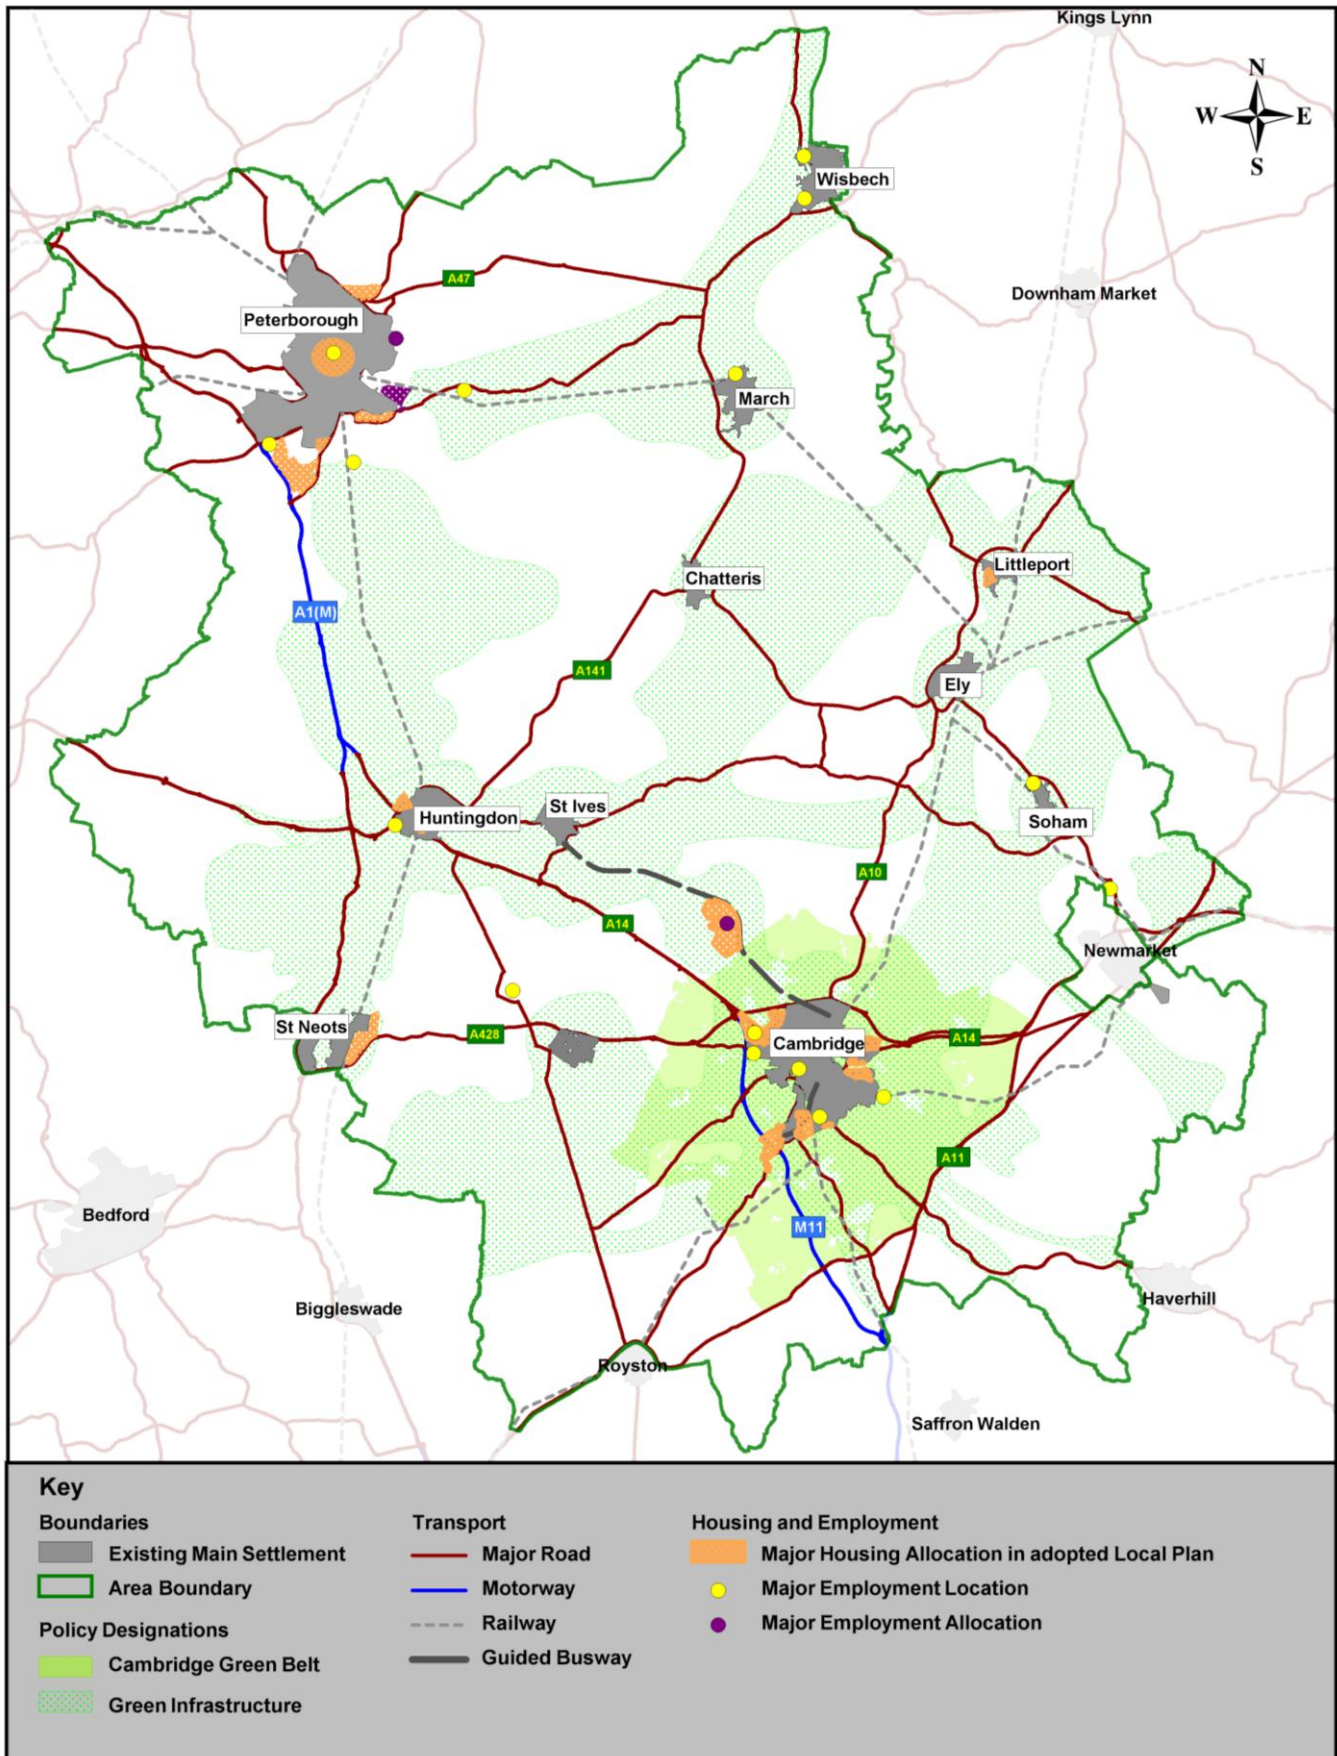 Kings Lynn
N
W E
S
Wisbech
A47
Downham Market
Peterborough
March
Littleport
Chatteris
A1(M)
A141
Ely
St Ives
Huntingdon
Soham
A10
A14
Newmarket
St Neots
A428
Cambridge
A14
A11
Bedford
M11
Biggleswade
Haverhill
Royston
Saffron Walden
Key
Boundaries
Existing Main Settlement
Area Boundary
Policy Designations
Cambridge Green Belt
Green Infrastructure
Transport
Major Road
Motorway
Railway
Guided Busway
Housing and Employment
Major Housing Allocation in adopted Local Plan
Major Employment Location
Major Employment Allocation